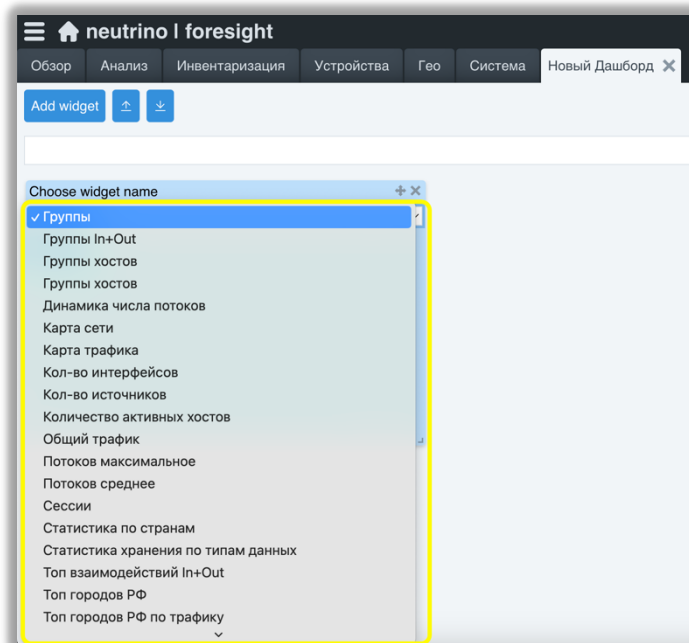 neutrino | foresight
Обзор Анализ Инвентаризация Устройства Гео Система Новый Дашборд
Add widget
Choose widget name
Группы
Группы In+Out
Группы хостов
Группы хостов
Динамика числа потоков
Карта сети
Карта трафика
Кол-во интерфейсов
Кол-во источников
Количество активных хостов
Общий трафик
Потоков максимальное
Потоков среднее
Сессии
Статистика по странам
Статистика хранения по типам данных
Топ взаимодействий In+Out
Топ городов РФ
Топ городов РФ по трафику